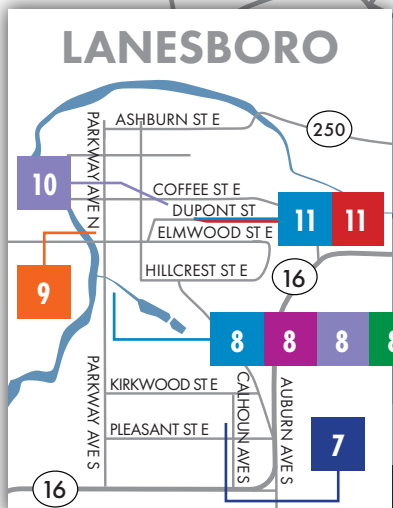 LANESBORO
ASHBURN ST E
250
PARKWAY AVE N
10
COFFEE ST E
DUPONT ST
11 11
ELMWOOD ST E
9
HILLCREST ST E
16
8 8 8 8
PARKWAY AVE S
KIRKWOOD ST E
CALHOUN AVE S
AUBURN AVE S
PLEASANT ST E
7
16